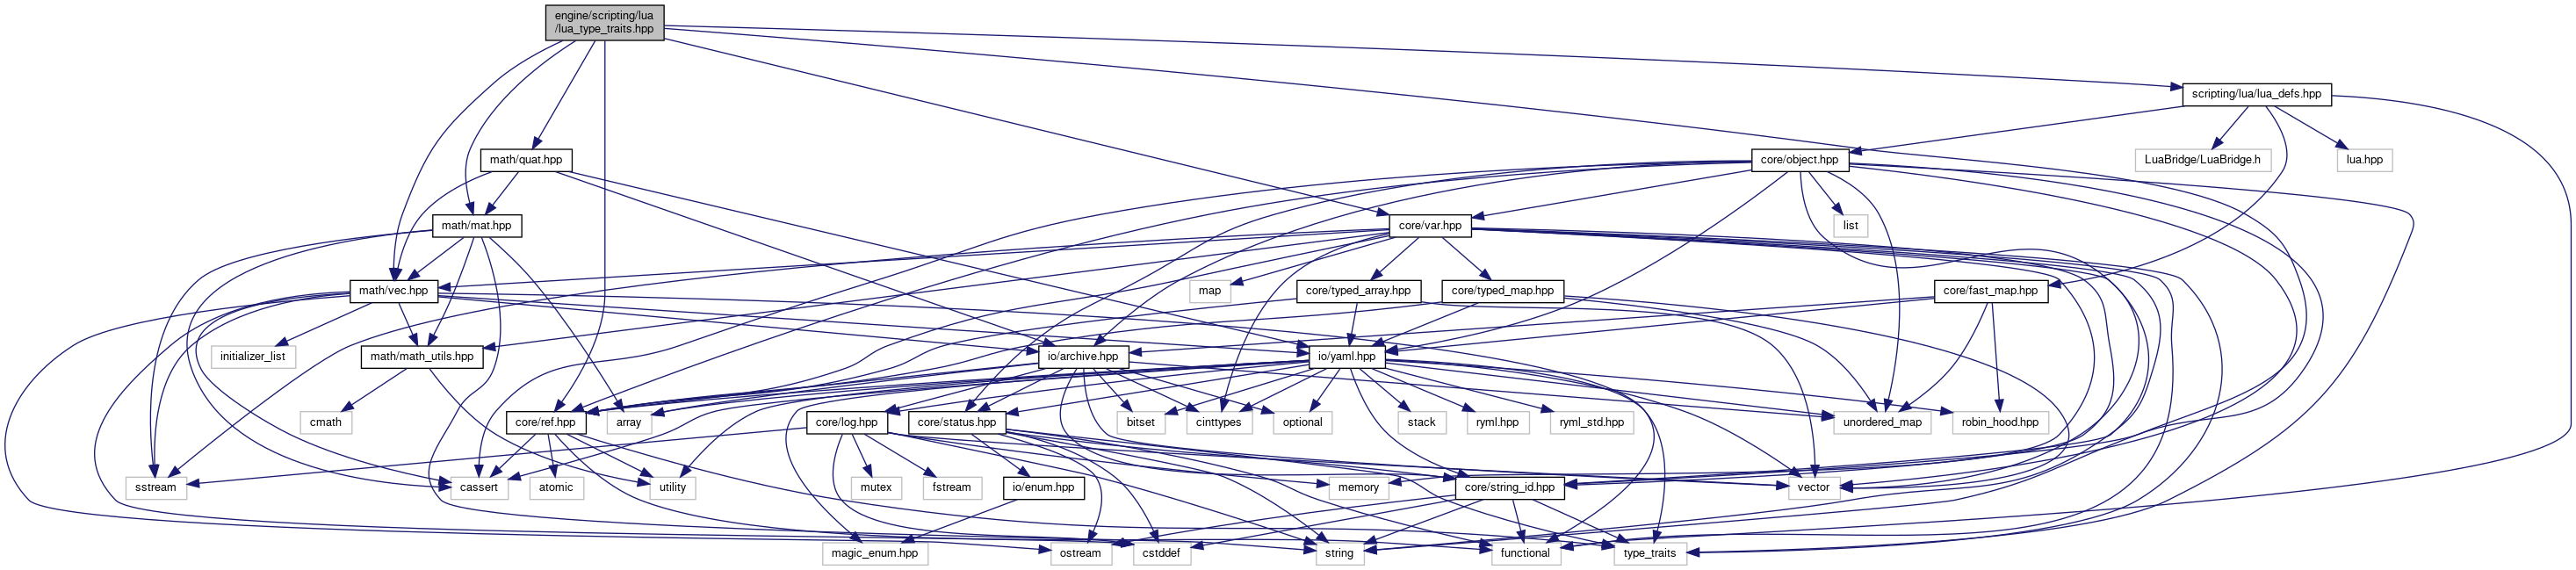 engine/scripting/lua
/lua_type_traits.hpp
scripting/lua/lua_defs.hpp
math/quat.hpp
core/object.hpp
LuaBridge/LuaBridge.h
lua.hpp
math/mat.hpp
core/var.hpp
list
math/vec.hpp
map
core/typed_array.hpp
core/typed_map.hpp
core/fast_map.hpp
initializer_list
math/math_utils.hpp
io/archive.hpp
io/yaml.hpp
cmath
core/ref.hpp
array
core/log.hpp
core/status.hpp
bitset
cinttypes
optional
stack
ryml.hpp
ryml_std.hpp
unordered_map
robin_hood.hpp
sstream
cassert
atomic
utility
mutex
fstream
io/enum.hpp
memory
core/string_id.hpp
vector
magic_enum.hpp
ostream
cstddef
string
functional
type_traits